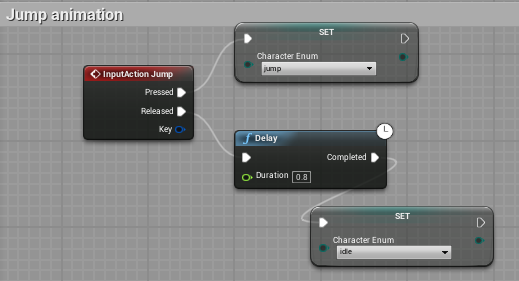 Jump animation
SET
Character Enum
jump
InputAction Jump
Pressed
Released
Key
f Delay
Completed
Duration 0.8
SET
Character Enum
idle